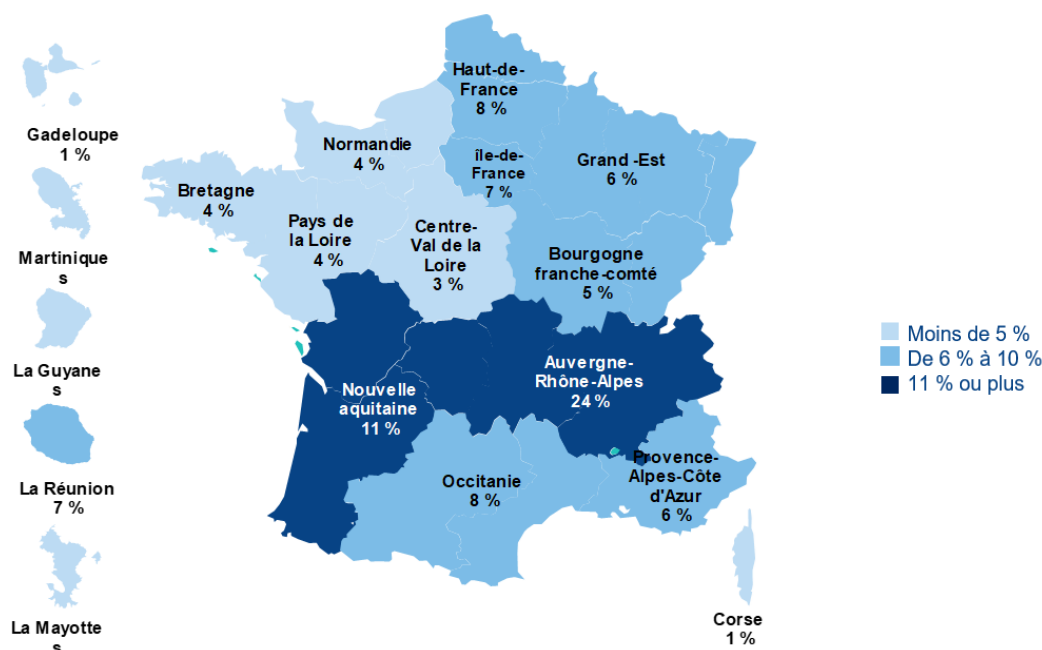 Gadeloupe
1 %
Martinique
s
La Guyane
s
La Réunion
7 %
La Mayotte
s
Haut-de-
France
8 %
Normandie
4 %
île-de-
France
7 %
Grand -Est
6 %
Bretagne
4 %
Pays de
la Loire
4 %
Centre-
Val de la
Loire
3 %
Bourgogne
franche-comté
5 %
Auvergne-
Rhône-Alpes
24 %
Nouvelle
aquitaine
11 %
Occitanie
8 %
Provence-
Alpes-Côte
d'Azur
6 %
Corse
1 %
Moins de 5 %
De 6 % à 10 %
11 % ou plus